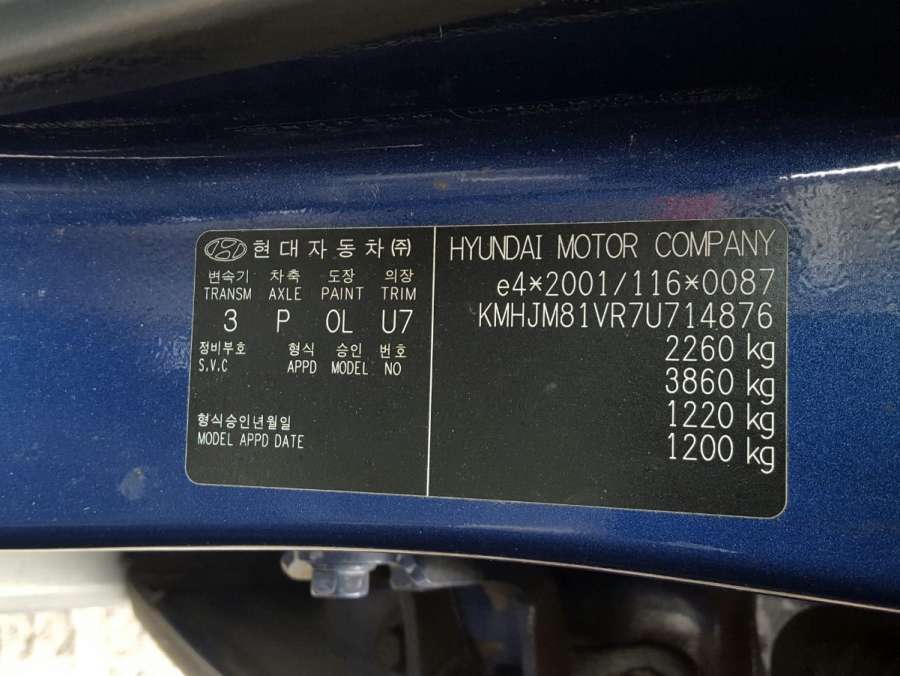 현대자동차(주)
변속기 차축 도장 의장
TRANSM AXLE PAINT TRIM
3 P OL U7
정비부호 형식 승인 번호
S.V.C APPD MODEL NO
형식승인년월일
MODEL APPD DATE
HYUNDAI MOTOR COMPANY
e4*2001/116*0087
KMHJM81VR7U714876
2260 kg
3860 kg
1220 kg
1200 kg